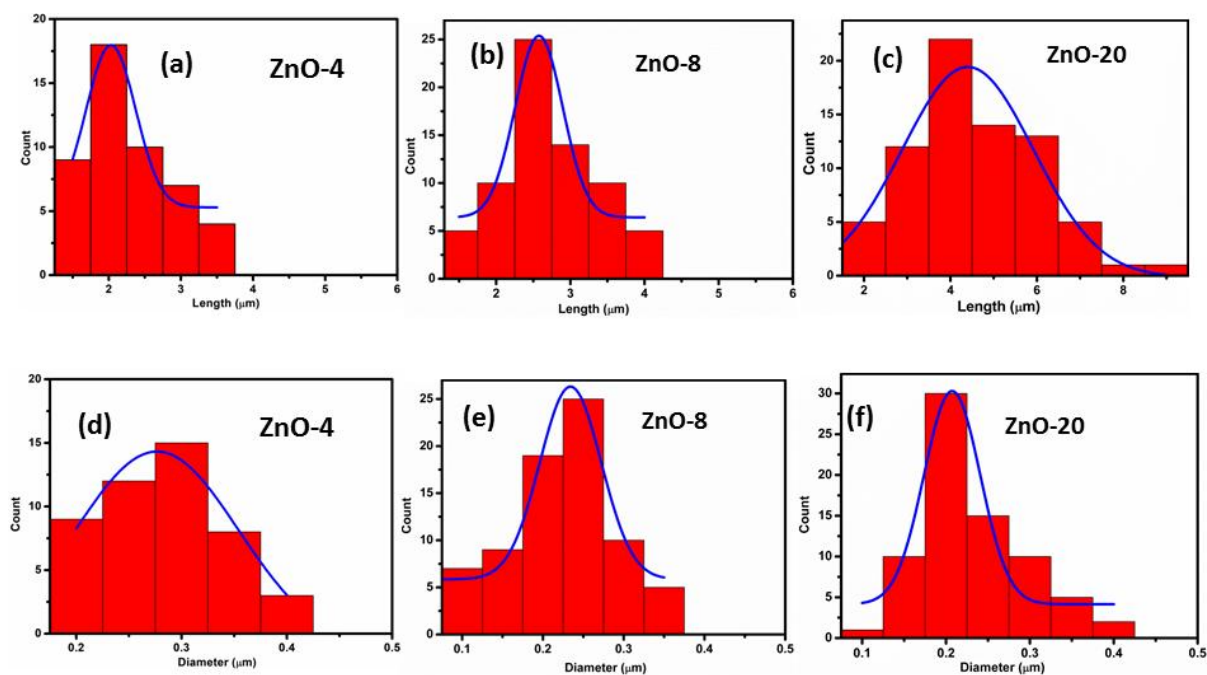 (a)
ZnO-4
Count
20
15
10
5
0
2
3
4
5
6
Length (μm)
(b)
ZnO-8
Count
25
20
15
10
5
0
2
3
4
5
6
Length (μm)
(c)
ZnO-20
Count
20
15
10
5
0
2
4
6
8
Length (μm)
(d)
ZnO-4
Count
20
15
10
5
0
0.2
0.3
0.4
0.5
Diameter (μm)
(e)
ZnO-8
Count
25
20
15
10
5
0
0.1
0.2
0.3
0.4
0.5
Diameter (μm)
(f)
ZnO-20
Count
30
25
20
15
10
5
0
0.1
0.2
0.3
0.4
0.5
Diameter (μm)